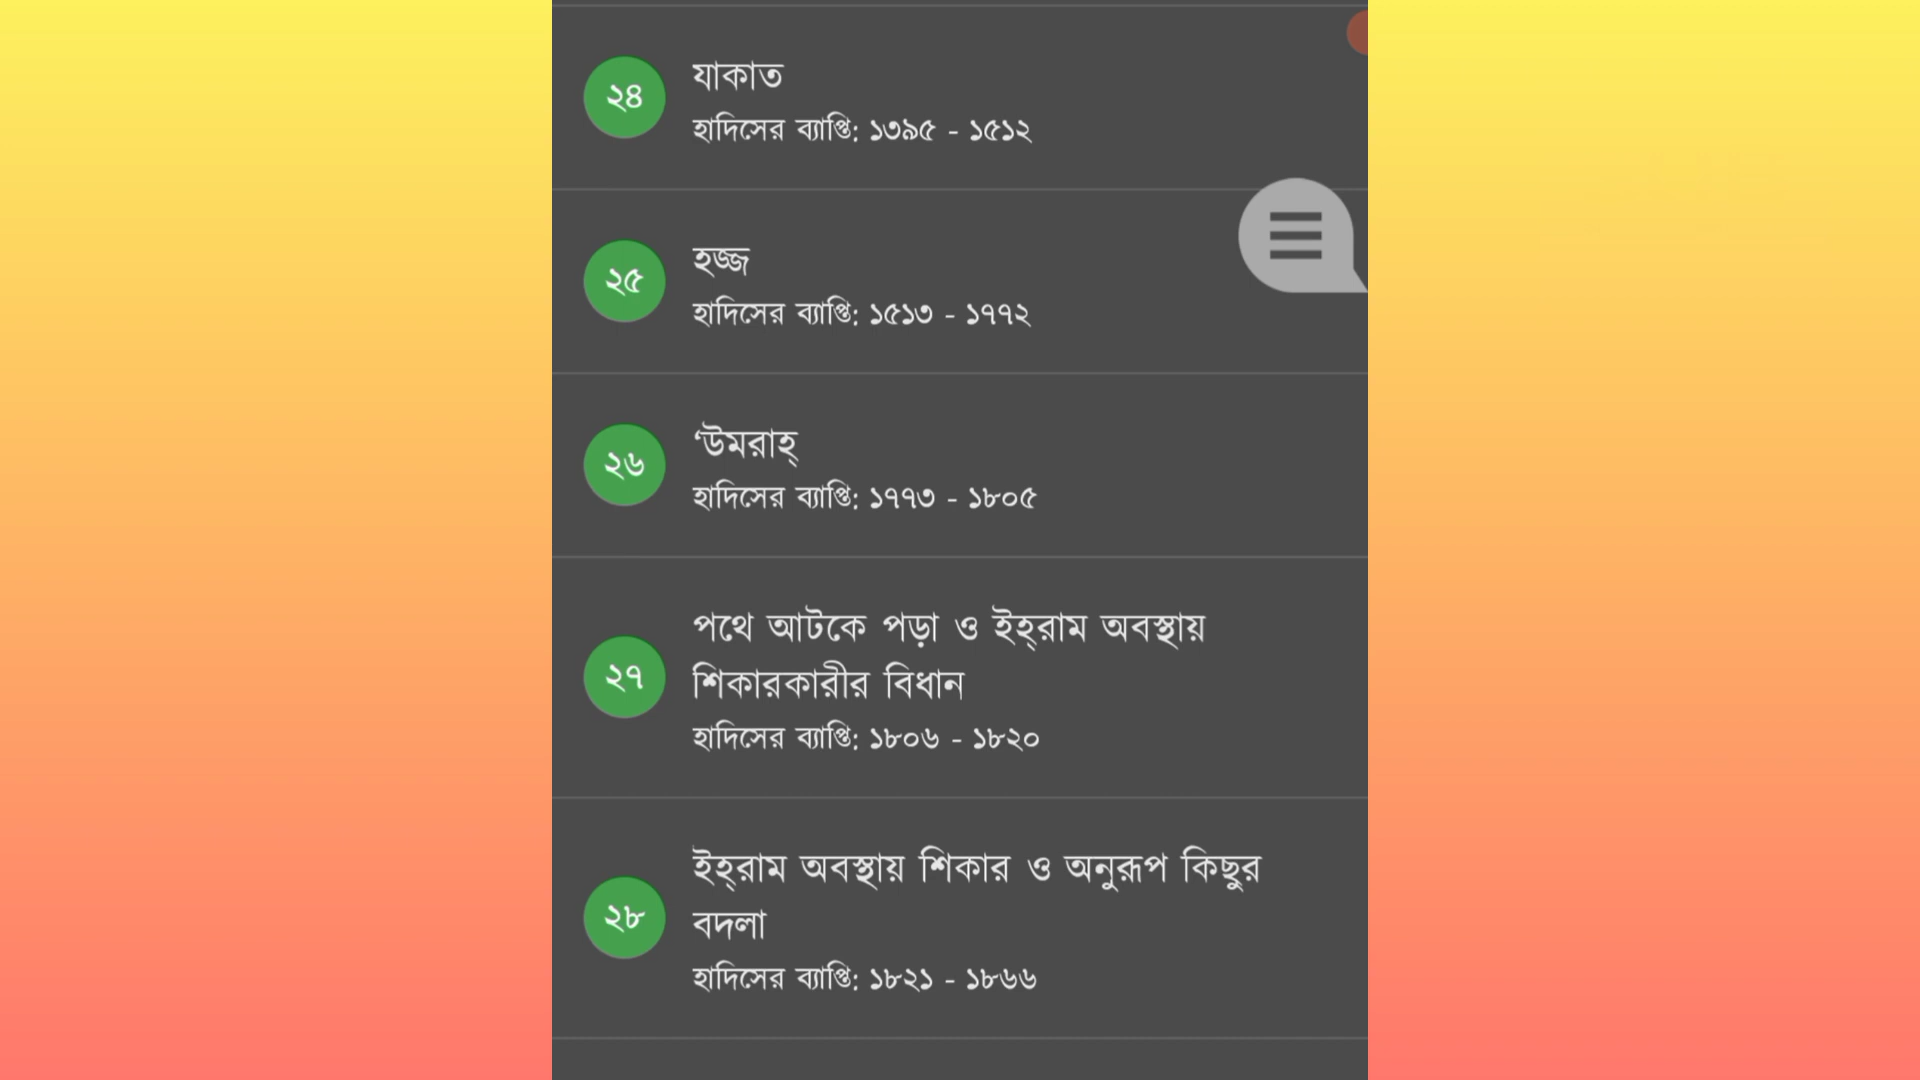 ২৪
যাকাত
হাদিসের ব্যাপ্তি: ১৩৯৫ - ১৫১২
২৫
হজ্জ
হাদিসের ব্যাপ্তি: ১৫১৩ - ১৭৭২
২৬
‘উমরাহ্
হাদিসের ব্যাপ্তি: ১৭৭৩ - ১৮০৫
২৭
পথে আটকে পড়া ও ইহ্‌রাম অবস্থায়
শিকারকারীর বিধান
হাদিসের ব্যাপ্তি: ১৮০৬ - ১৮২০
২৮
ইহ্‌রাম অবস্থায় শিকার ও অনুরূপ কিছুর
বদলা
হাদিসের ব্যাপ্তি: ১৮২১ - ১৮৬৬